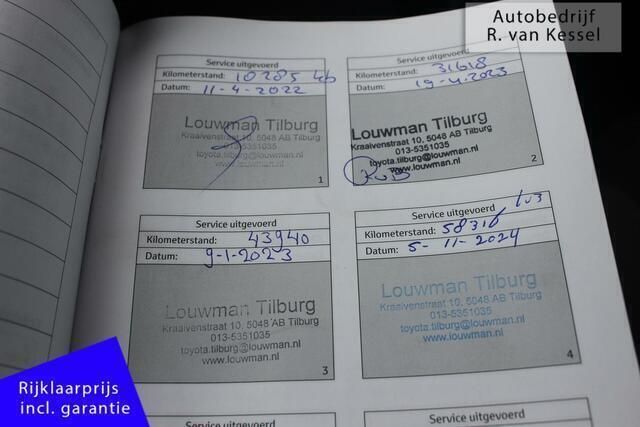 Autobedrijf
R. van Kessel
Service uitgevoerd
Kilometerstand: 10285 kb
Datum: 11-4-2022
Louwman Tilburg
Kraaivenstraat 10, 5048 AB Tilburg
013-5351035
toyota.tilburg@louwman.nl
www.louwman.nl
1
Service uitgevoerd
Kilometerstand: 31618
Datum: 19-4-2023
Louwman Tilburg
Kraaivenstraat 10, 5048 AB Tilburg
013-5351035
toyota.tilburg@louwman.nl
www.louwman.nl
2
Service uitgevoerd
Kilometerstand: 43940
Datum: 9-1-2023
Louwman Tilburg
Kraaivenstraat 10, 5048 AB Tilburg
013-5351035
toyota.tilburg@louwman.nl
www.louwman.nl
3
Service uitgevoerd
Kilometerstand: 58316
Datum: 5-11-2024
Louwman Tilburg
Kraaivenstraat 10, 5048 AB Tilburg
013-5351035
toyota.tilburg@louwman.nl
www.louwman.nl
4
Service uitgevoerd
Service uitgevoerd
Rijklaarprijs
incl. garantie